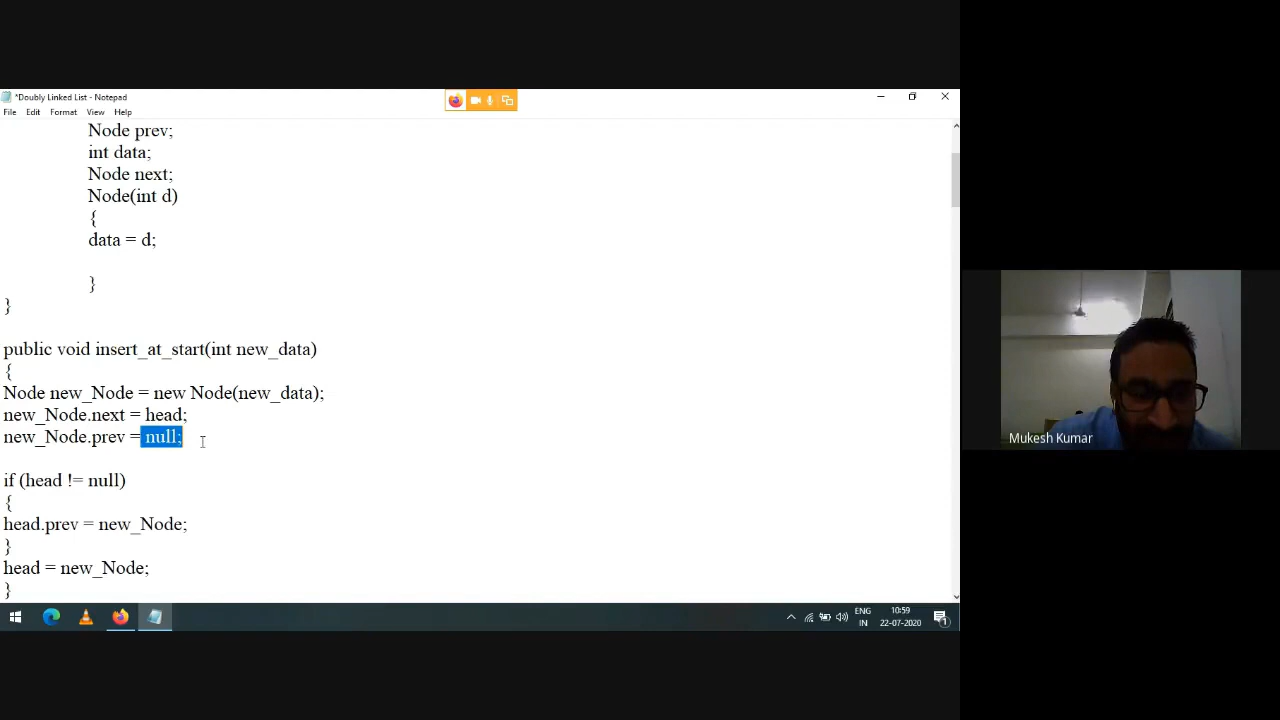 *Doubly Linked List - Notepad
File Edit Format View Help
Node prev;
int data;
Node next;
Node(int d)
{
data = d;
}
}
public void insert_at_start(int new_data)
{
Node new_Node = new Node(new_data);
new_Node.next = head;
new_Node.prev = null;
if (head != null)
{
head.prev = new_Node;
}
head = new_Node;
}
Mukesh Kumar
ENG 10:59
IN 22-07-2020 1